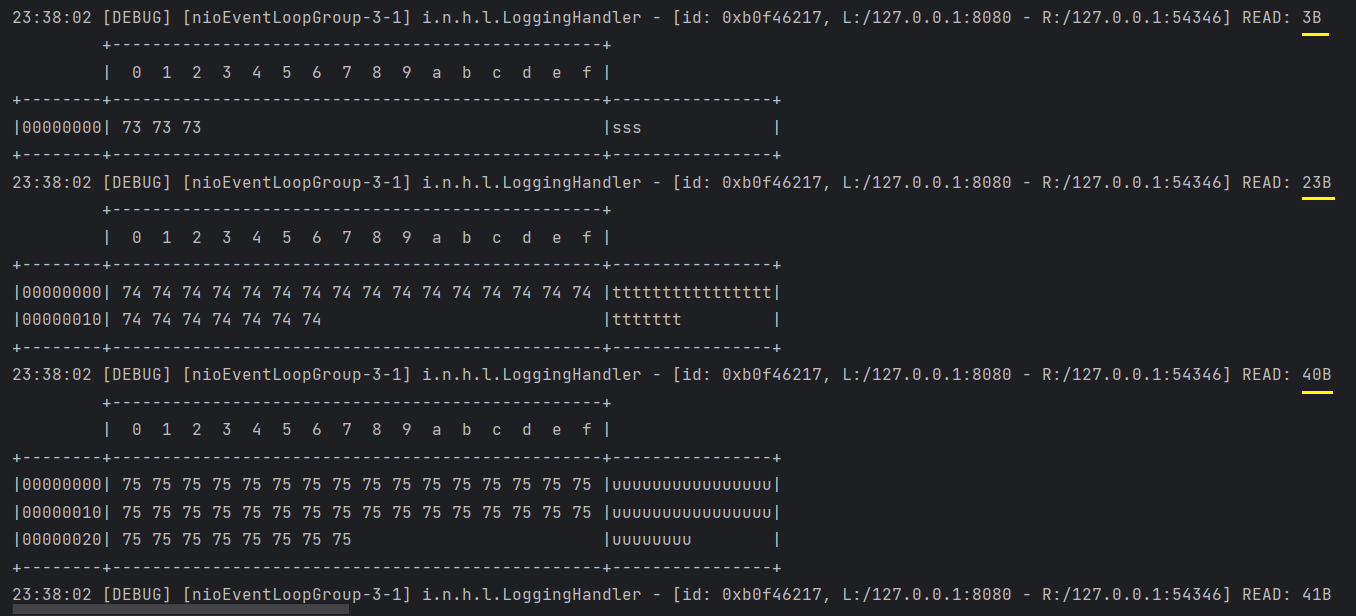 23:38:02 [DEBUG] [nioEventLoopGroup-3-1] i.n.h.l.LoggingHandler - [id: 0xb0f46217, L:/127.0.0.1:8080 - R:/127.0.0.1:54346] READ: 3B
         +-------------------------------------------------+
         |  0  1  2  3  4  5  6  7  8  9  a  b  c  d  e  f |
+--------+-------------------------------------------------+----------------+
|00000000| 73 73 73                                        |sss             |
+--------+-------------------------------------------------+----------------+
23:38:02 [DEBUG] [nioEventLoopGroup-3-1] i.n.h.l.LoggingHandler - [id: 0xb0f46217, L:/127.0.0.1:8080 - R:/127.0.0.1:54346] READ: 23B
         +-------------------------------------------------+
         |  0  1  2  3  4  5  6  7  8  9  a  b  c  d  e  f |
+--------+-------------------------------------------------+----------------+
|00000000| 74 74 74 74 74 74 74 74 74 74 74 74 74 74 74 74 |tttttttttttttttt|
|00000010| 74 74 74 74 74 74 74                            |ttttttt         |
+--------+-------------------------------------------------+----------------+
23:38:02 [DEBUG] [nioEventLoopGroup-3-1] i.n.h.l.LoggingHandler - [id: 0xb0f46217, L:/127.0.0.1:8080 - R:/127.0.0.1:54346] READ: 40B
         +-------------------------------------------------+
         |  0  1  2  3  4  5  6  7  8  9  a  b  c  d  e  f |
+--------+-------------------------------------------------+----------------+
|00000000| 75 75 75 75 75 75 75 75 75 75 75 75 75 75 75 75 |uuuuuuuuuuuuuuuu|
|00000010| 75 75 75 75 75 75 75 75 75 75 75 75 75 75 75 75 |uuuuuuuuuuuuuuuu|
|00000020| 75 75 75 75 75 75 75 75                         |uuuuuuuu        |
+--------+-------------------------------------------------+----------------+
23:38:02 [DEBUG] [nioEventLoopGroup-3-1] i.n.h.l.LoggingHandler - [id: 0xb0f46217, L:/127.0.0.1:8080 - R:/127.0.0.1:54346] READ: 41B